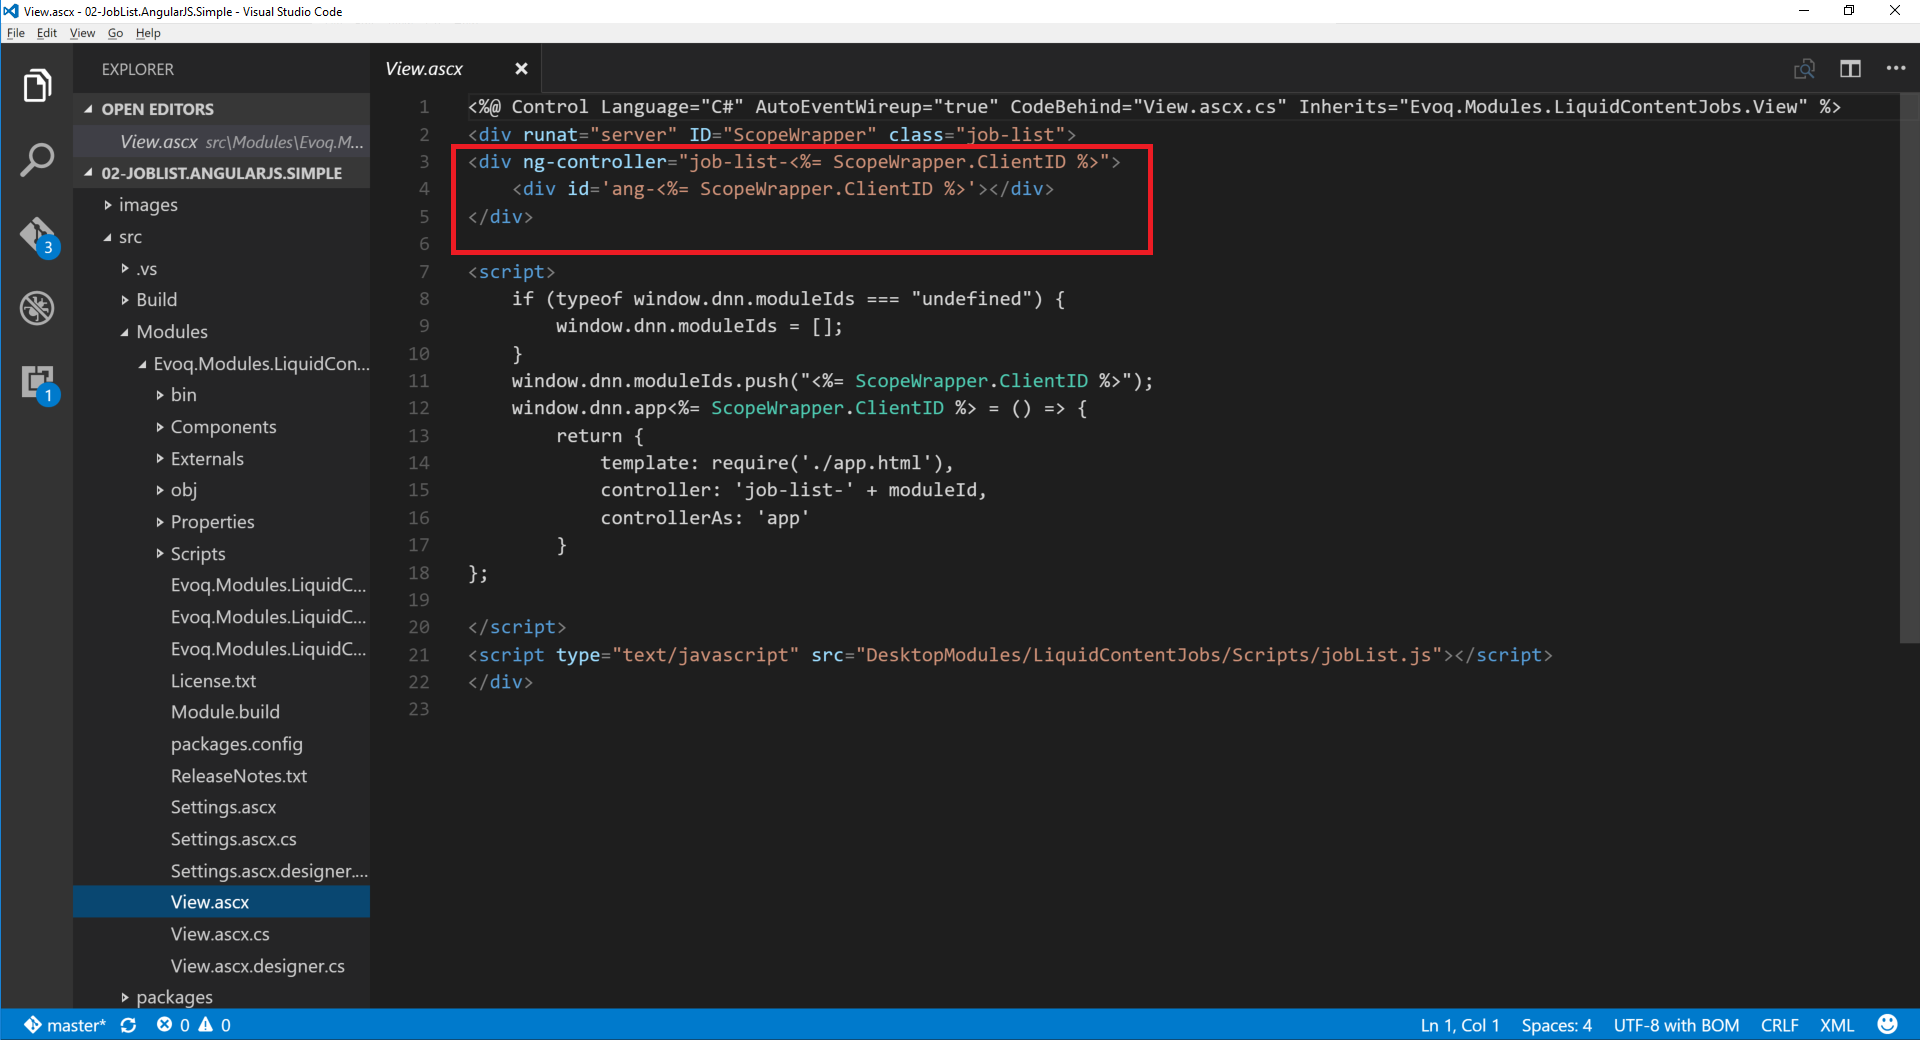 View.ascx - 02-JobList.AngularJS.Simple - Visual Studio Code
File Edit View Go Help
EXPLORER
OPEN EDITORS
View.ascx src\Modules\Evoq.M...
02-JOBLIST.ANGULARJS.SIMPLE
images
src
.vs
Build
Modules
Evoq.Modules.LiquidCon...
bin
Components
Externals
obj
Properties
Scripts
Evoq.Modules.LiquidC...
Evoq.Modules.LiquidC...
Evoq.Modules.LiquidC...
License.txt
Module.build
packages.config
ReleaseNotes.txt
Settings.ascx
Settings.ascx.cs
Settings.ascx.designer....
View.ascx
View.ascx.cs
View.ascx.designer.cs
packages
3
1
View.ascx
1 <%@ Control Language="C#" AutoEventWireup="true" CodeBehind="View.ascx.cs" Inherits="Evoq.Modules.LiquidContentJobs.View" %>
2 <div runat="server" ID="ScopeWrapper" class="job-list">
3 <div ng-controller="job-list-<%= ScopeWrapper.ClientID %>">
4     <div id='ang-<%= ScopeWrapper.ClientID %>'></div>
5 </div>
6
7 <script>
8     if (typeof window.dnn.moduleIds === "undefined") {
9         window.dnn.moduleIds = [];
10     }
11     window.dnn.moduleIds.push("<%= ScopeWrapper.ClientID %>");
12     window.dnn.app<%= ScopeWrapper.ClientID %> = () => {
13         return {
14             template: require('./app.html'),
15             controller: 'job-list-' + moduleId,
16             controllerAs: 'app'
17         }
18 };
19
20 </script>
21 <script type="text/javascript" src="DesktopModules/LiquidContentJobs/Scripts/jobList.js"></script>
22 </div>
23
master* 0 0 Ln 1, Col 1 Spaces: 4 UTF-8 with BOM CRLF XML